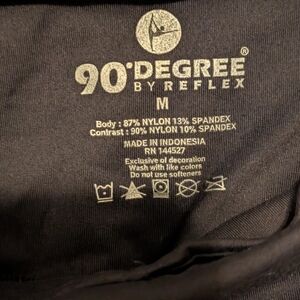 90°DEGREE®
BY REFLEX
M
Body : 87% NYLON 13% SPANDEX
Contrast : 90% NYLON 10% SPANDEX
MADE IN INDONESIA
RN 144527
Exclusive of decoration
Wash with like colors
Do not use softeners